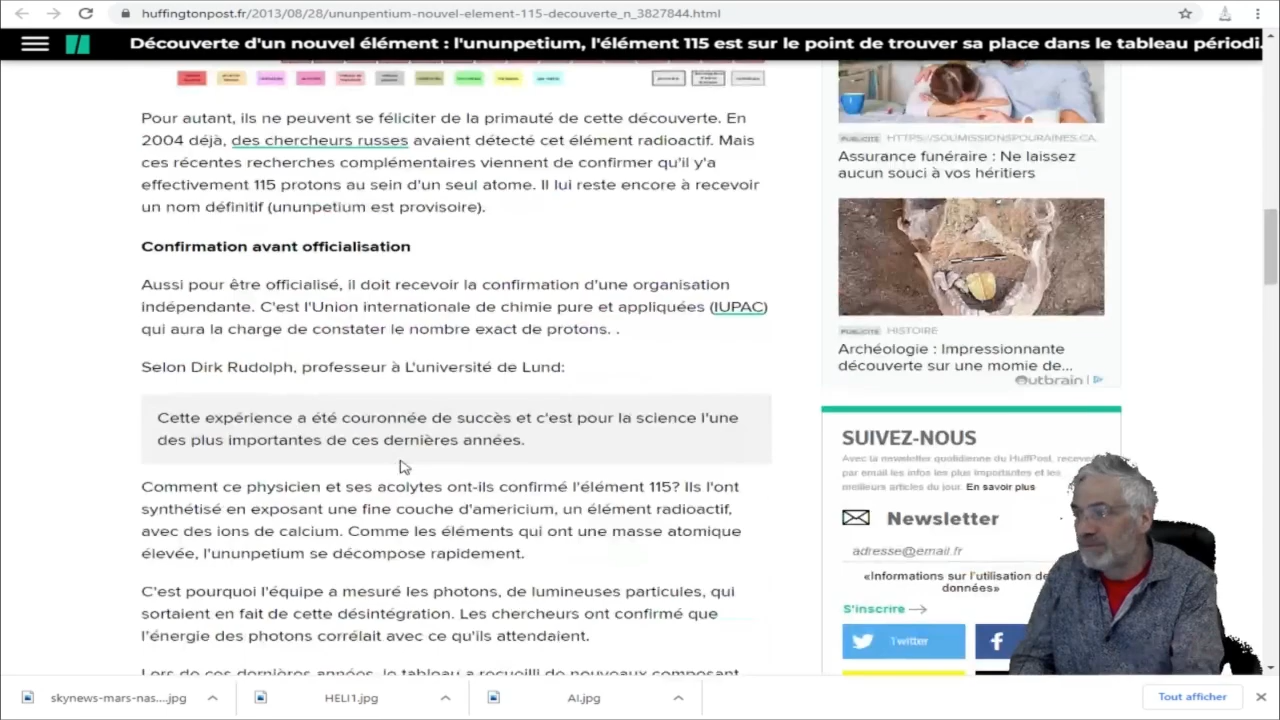 huffingtonpost.fr/2013/08/28/ununpentium-nouvel-element-115-decouverte_n_3827844.html
Découverte d'un nouvel élément : l'ununpetium, l'élément 115 est sur le point de trouver sa place dans le tableau périodi...
Pour autant, ils ne peuvent se féliciter de la primauté de cette découverte. En
2004 déjà, des chercheurs russes avaient détecté cet élément radioactif. Mais
ces récentes recherches complémentaires viennent de confirmer qu'il y'a
effectivement 115 protons au sein d'un seul atome. Il lui reste encore à recevoir
un nom définitif (ununpetium est provisoire).
Confirmation avant officialisation
Aussi pour être officialisé, il doit recevoir la confirmation d'une organisation
indépendante. C'est l'Union internationale de chimie pure et appliquées (IUPAC)
qui aura la charge de constater le nombre exact de protons. .
Selon Dirk Rudolph, professeur à L'université de Lund:
Cette expérience a été couronnée de succès et c'est pour la science l'une
des plus importantes de ces dernières années.
Comment ce physicien et ses acolytes ont-ils confirmé l'élément 115? Ils l'ont
synthétisé en exposant une fine couche d'americium, un élément radioactif,
avec des ions de calcium. Comme les éléments qui ont une masse atomique
élevée, l'ununpetium se décompose rapidement.
C'est pourquoi l'équipe a mesuré les photons, de lumineuses particules, qui
sortaient en fait de cette désintégration. Les chercheurs ont confirmé que
l'énergie des photons corrélait avec ce qu'ils attendaient.
Lors de ces dernières années, le tableau a recueilli de nouveaux composant
PUBLICITÉ HTTPS://SOUMISSIONSPOURAINES.CA
Assurance funéraire : Ne laissez
aucun souci à vos héritiers
PUBLICITÉ HISTOIRE
Archéologie : Impressionnante
découverte sur une momie de...
Outbrain
SUIVEZ-NOUS
Avec la newsletter quotidienne du HuffPost, recevez
par email les infos les plus importantes et les
meilleurs articles du jour. En savoir plus
Newsletter
adresse@email.fr
«Informations sur l'utilisation de
données»
S'inscrire
Twitter
skynews-mars-nas....jpg
HELI1.jpg
AI.jpg
Tout afficher